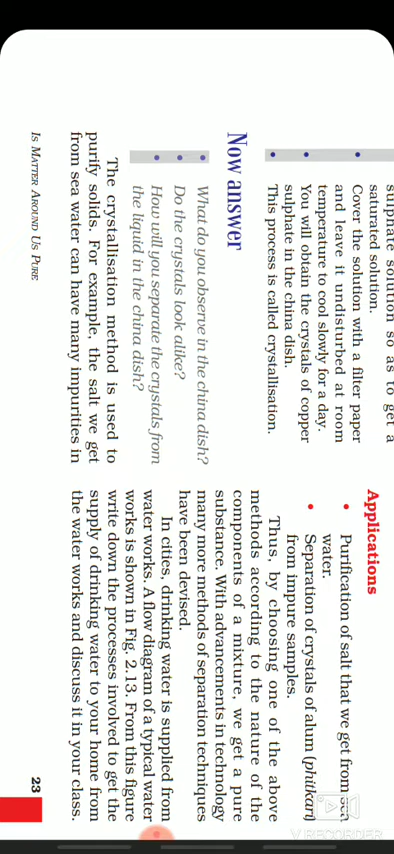 sulphate solution so as to get a
saturated solution.
• Cover the solution with a filter paper
and leave it undisturbed at room
temperature to cool slowly for a day.
• You will obtain the crystals of copper
sulphate in the china dish.
• This process is called crystallisation.
Now answer
• What do you observe in the china dish?
• Do the crystals look alike?
• How will you separate the crystals from
the liquid in the china dish?
The crystallisation method is used to
purify solids. For example, the salt we get
from sea water can have many impurities in
Applications
• Purification of salt that we get from sea
water.
• Separation of crystals of alum (phitkari)
from impure samples.
Thus, by choosing one of the above
methods according to the nature of the
components of a mixture, we get a pure
substance. With advancements in technology
many more methods of separation techniques
have been devised.
In cities, drinking water is supplied from
water works. A flow diagram of a typical water
works is shown in Fig. 2.13. From this figure
write down the processes involved to get the
supply of drinking water to your home from
the water works and discuss it in your class.
IS MATTER AROUND US PURE
23
V RECORDER